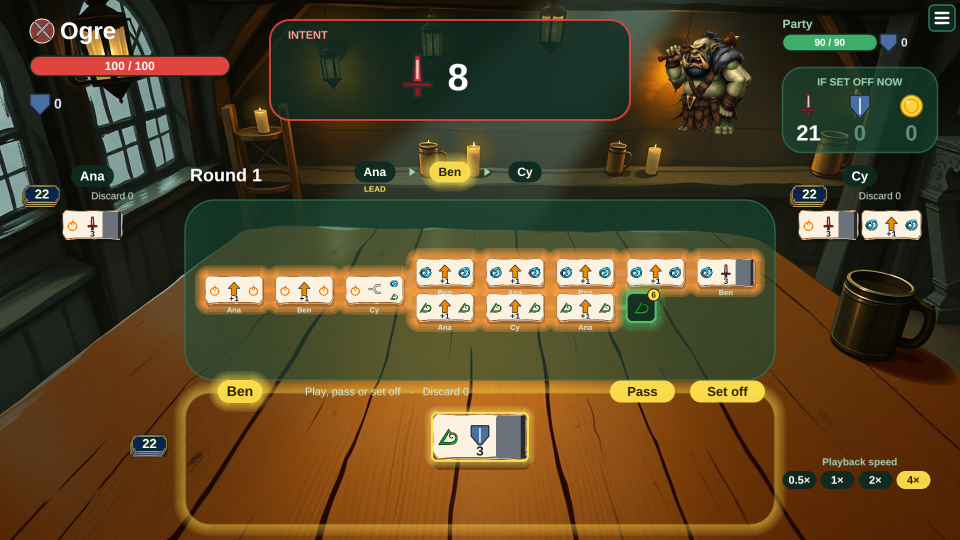 Ogre
100 / 100
0
INTENT
8
Party
90 / 90
0
IF SET OFF NOW
21
0
0
Ana
22
Discard 0
3
Round 1
Ana
Ben
Cy
LEAD
Cy
22
Discard 0
3
+1
+1
+1
+1
+1
+1
+1
3
Ana
Ben
Cy
Ben
+1
+1
+1
6
Ana
Cy
Ana
Ben
Play, pass or set off · Discard 0
Pass
Set off
22
3
Playback speed
0.5×
1×
2×
4×